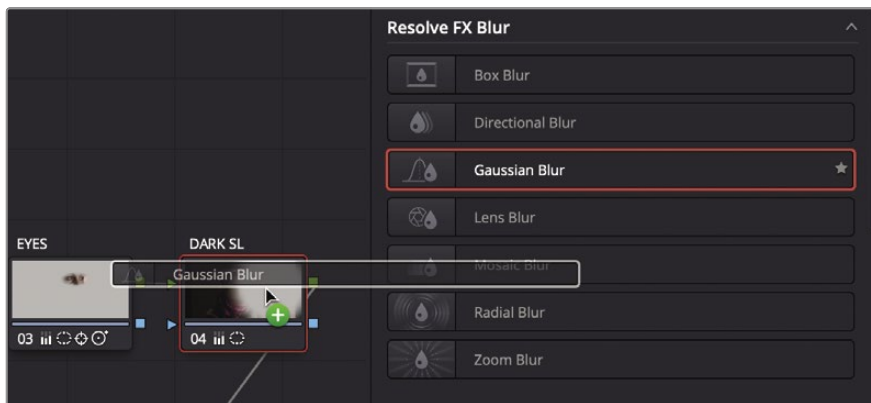 Resolve FX Blur
Box Blur
Directional Blur
Gaussian Blur
Lens Blur
EYES
DARK SL
Gaussian Blur
Mosaic Blur
Radial Blur
03
04
Zoom Blur